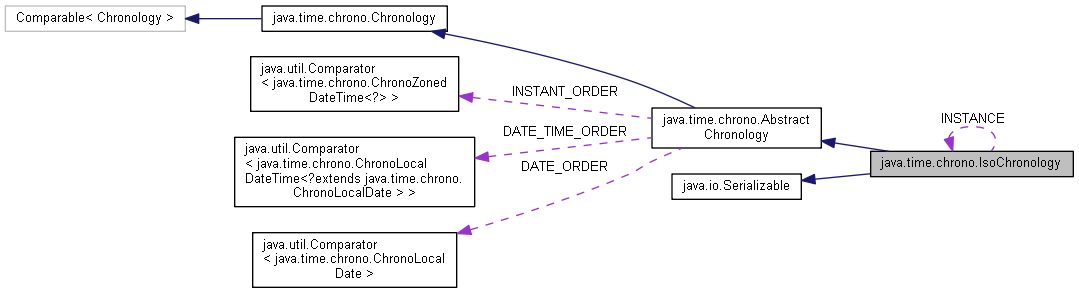 Comparable< Chronology >
java.time.chrono.Chronology
java.util.Comparator
< java.time.chrono.ChronoZoned
DateTime<?> >
INSTANT_ORDER
java.time.chrono.Abstract
Chronology
INSTANCE
DATE_TIME_ORDER
java.util.Comparator
< java.time.chrono.ChronoLocal
DateTime<?extends java.time.chrono.
ChronoLocalDate > >
DATE_ORDER
java.time.chrono.IsoChronology
java.io.Serializable
java.util.Comparator
< java.time.chrono.ChronoLocal
Date >